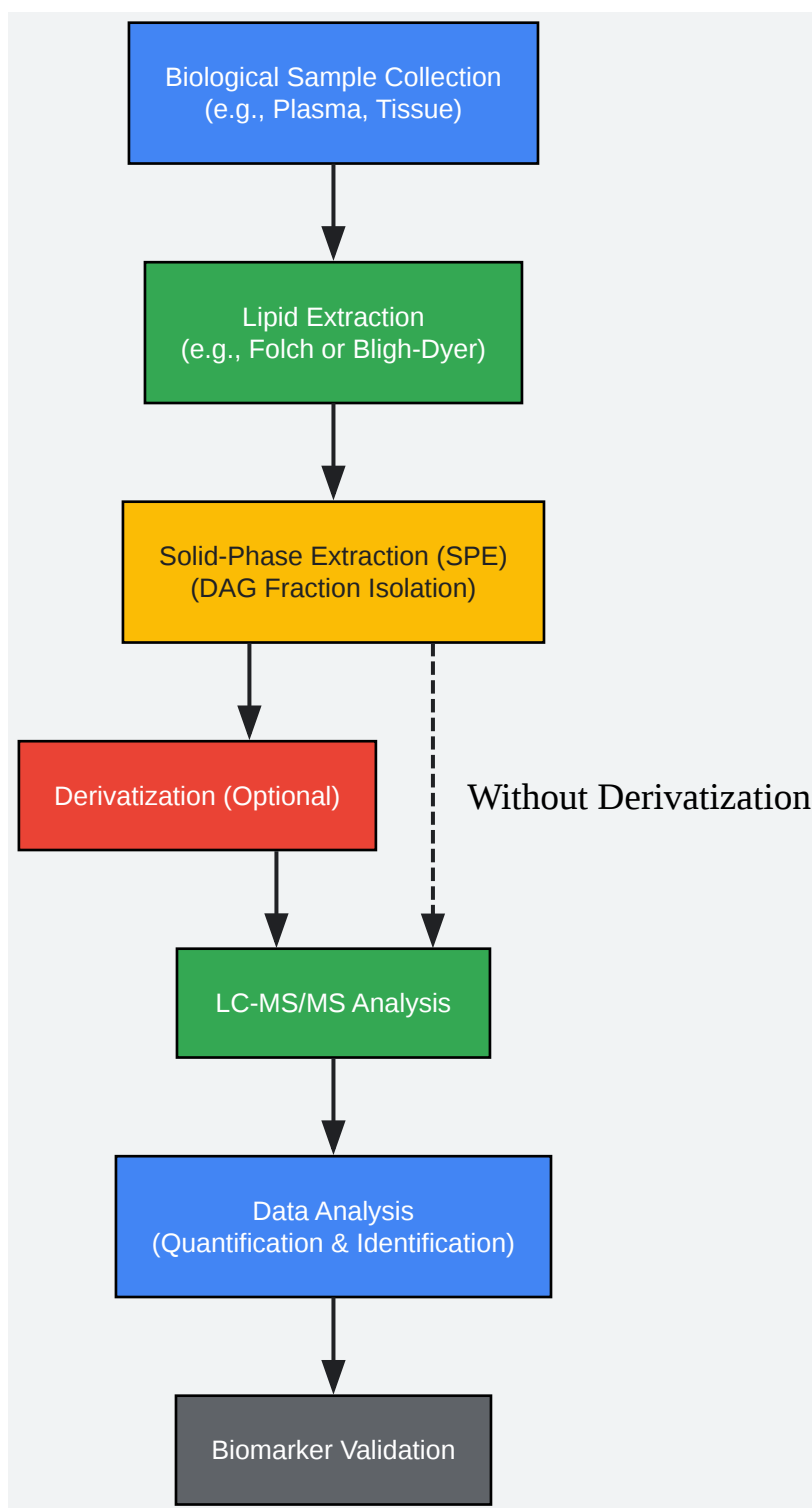 Biological Sample Collection
(e.g., Plasma, Tissue)
Lipid Extraction
(e.g., Folch or Bligh-Dyer)
Solid-Phase Extraction (SPE)
(DAG Fraction Isolation)
Derivatization (Optional)
Without Derivatization
LC-MS/MS Analysis
Data Analysis
(Quantification & Identification)
Biomarker Validation